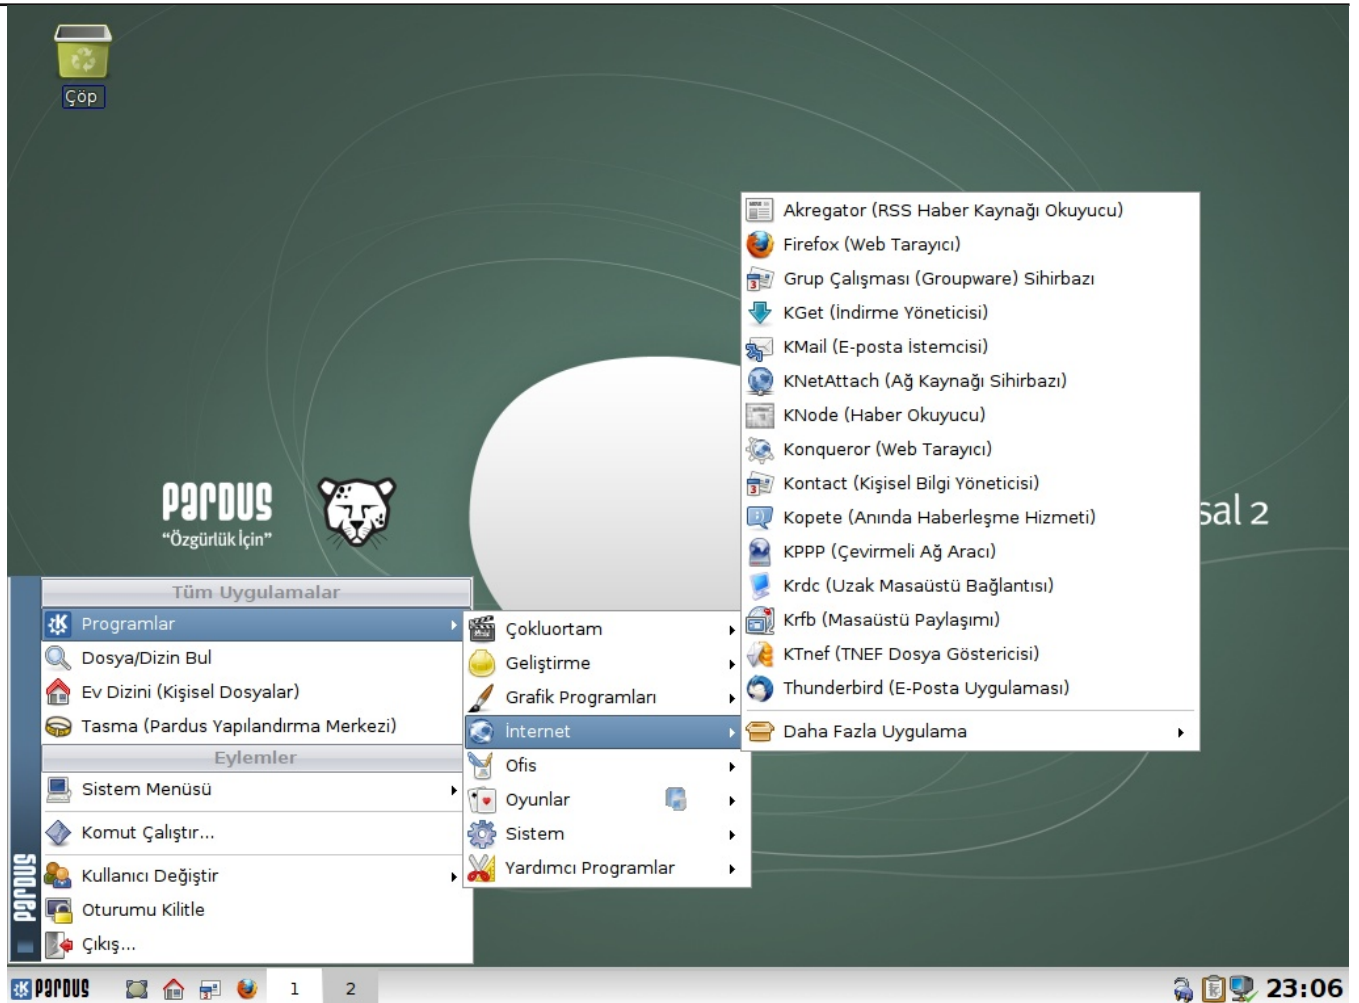 Çöp
Akregator (RSS Haber Kaynağı Okuyucu)
Firefox (Web Tarayıcı)
Grup Çalışması (Groupware) Sihirbazı
KGet (İndirme Yöneticisi)
KMail (E-posta İstemcisi)
KNetAttach (Ağ Kaynağı Sihirbazı)
KNode (Haber Okuyucu)
Konqueror (Web Tarayıcı)
Kontact (Kişisel Bilgi Yöneticisi)
Kopete (Anında Haberleşme Hizmeti)
KPPP (Çevirmeli Ağ Aracı)
Krdc (Uzak Masaüstü Bağlantısı)
Krfb (Masaüstü Paylaşımı)
KTnef (TNEF Dosya Göstericisi)
Thunderbird (E-Posta Uygulaması)
Daha Fazla Uygulama
PARDUS
“Özgürlük İçin”
sal 2
Tüm Uygulamalar
Programlar
Dosya/Dizin Bul
Ev Dizini (Kişisel Dosyalar)
Tasma (Pardus Yapılandırma Merkezi)
Eylemler
Sistem Menüsü
Komut Çalıştır...
Kullanıcı Değiştir
Oturumu Kilitle
Çıkış...
PARDUS
Çokluortam
Geliştirme
Grafik Programları
İnternet
Ofis
Oyunlar
Sistem
Yardımcı Programlar
PARDUS
1
2
23:06